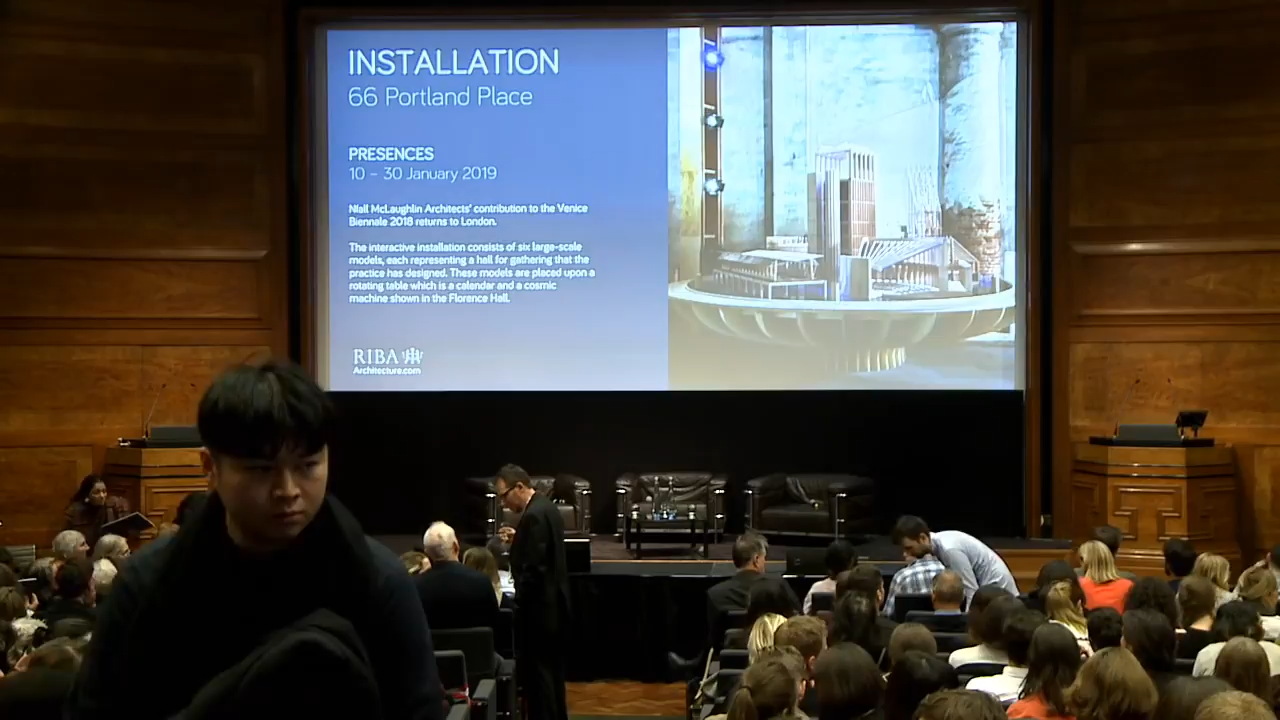 INSTALLATION
66 Portland Place
PRESENCES
10 – 30 January 2019
Níall McLaughlin Architects' contribution to the Venice
Biennale 2018 returns to London.
The interactive installation consists of six large-scale
models, each representing a hall for gathering that the
practice has designed. These models are placed upon a
rotating table which is a calendar and a cosmic
machine shown in the Florence Hall.
RIBA
Architecture.com